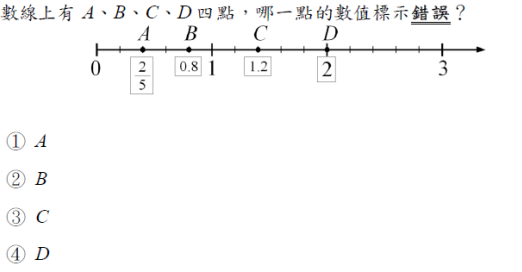 數線上有 A、B、C、D 四點，哪一點的數值標示錯誤？
A B C D
0 2/5 0.8 1 1.2 2 3
① A
② B
③ C
④ D